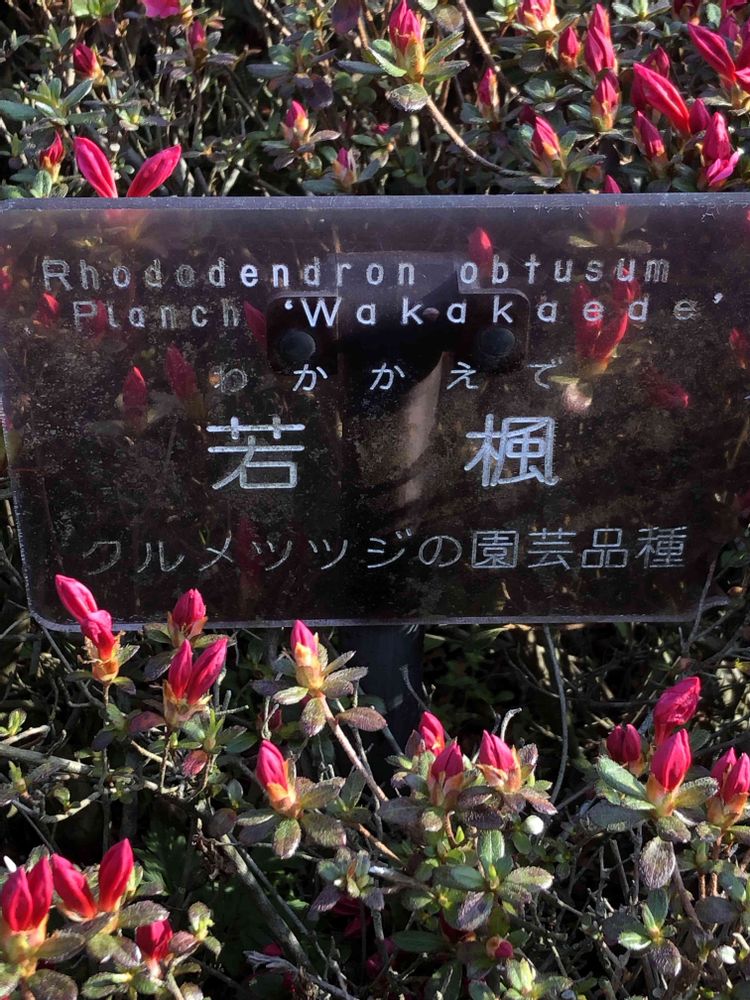 Rhododendron obtusum
Planch ‘Wakakaede’
わかかえで
若楓
クルメツツジの園芸品種